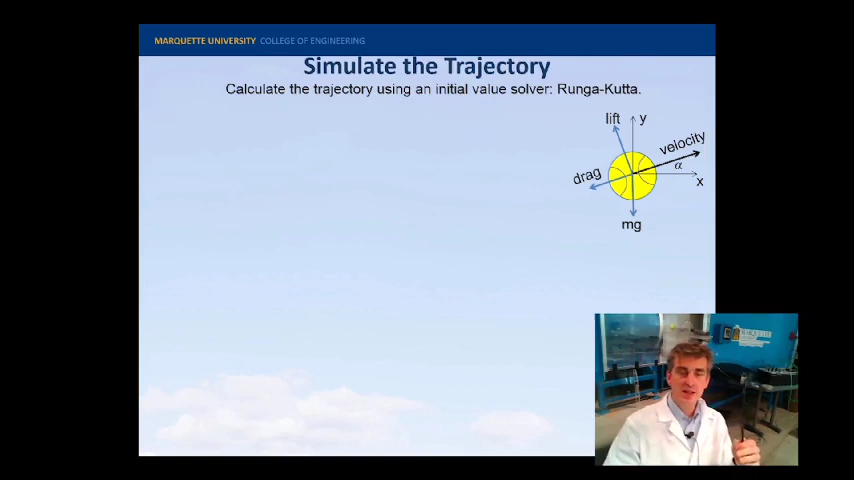 MARQUETTE UNIVERSITY COLLEGE OF ENGINEERING
Simulate the Trajectory
Calculate the trajectory using an initial value solver: Runga-Kutta.
lift
y
velocity
α
drag
x
mg